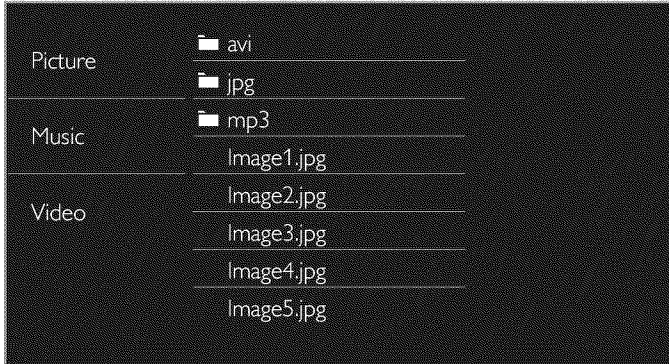 Picture
Music
Video
avi
jpg
mp3
Image1.jpg
Image2.jpg
Image3.jpg
Image4.jpg
Image5.jpg